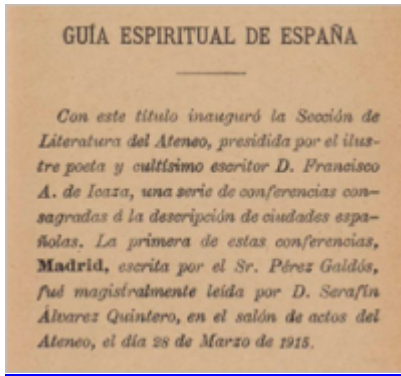 GUÍA ESPIRITUAL DE ESPAÑA
Con este título inauguró la Sección de
Literatura del Ateneo, presidida por el ilus-
tre poeta y cultísimo escritor D. Francisco
A. de Icaza, una serie de conferencias con-
sagradas á la descripción de ciudades espa-
ñolas. La primera de estas conferencias,
Madrid, escrita por el Sr. Pérez Galdós,
fué magistralmente leída por D. Serafín
Álvarez Quintero, en el salón de actos del
Ateneo, el día 28 de Marzo de 1915.